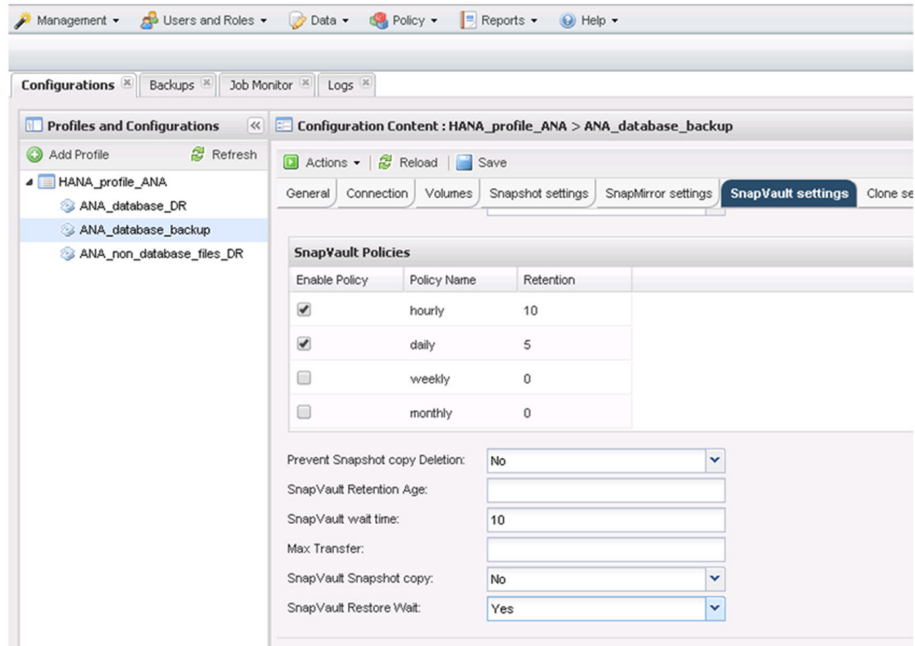 Management Users and Roles Data Policy Reports Help
Configurations Backups Job Monitor Logs
Profiles and Configurations
Add Profile Refresh
HANA_profile_ANA
ANA_database_DR
ANA_database_backup
ANA_non_database_files_DR
Configuration Content : HANA_profile_ANA > ANA_database_backup
Actions Reload Save
General Connection Volumes Snapshot settings SnapMirror settings SnapVault settings Clone se
SnapVault Policies
Enable Policy Policy Name Retention
hourly 10
daily 5
weekly 0
monthly 0
Prevent Snapshot copy Deletion: No
SnapVault Retention Age:
SnapVault wait time: 10
Max Transfer:
SnapVault Snapshot copy: No
SnapVault Restore Wait: Yes